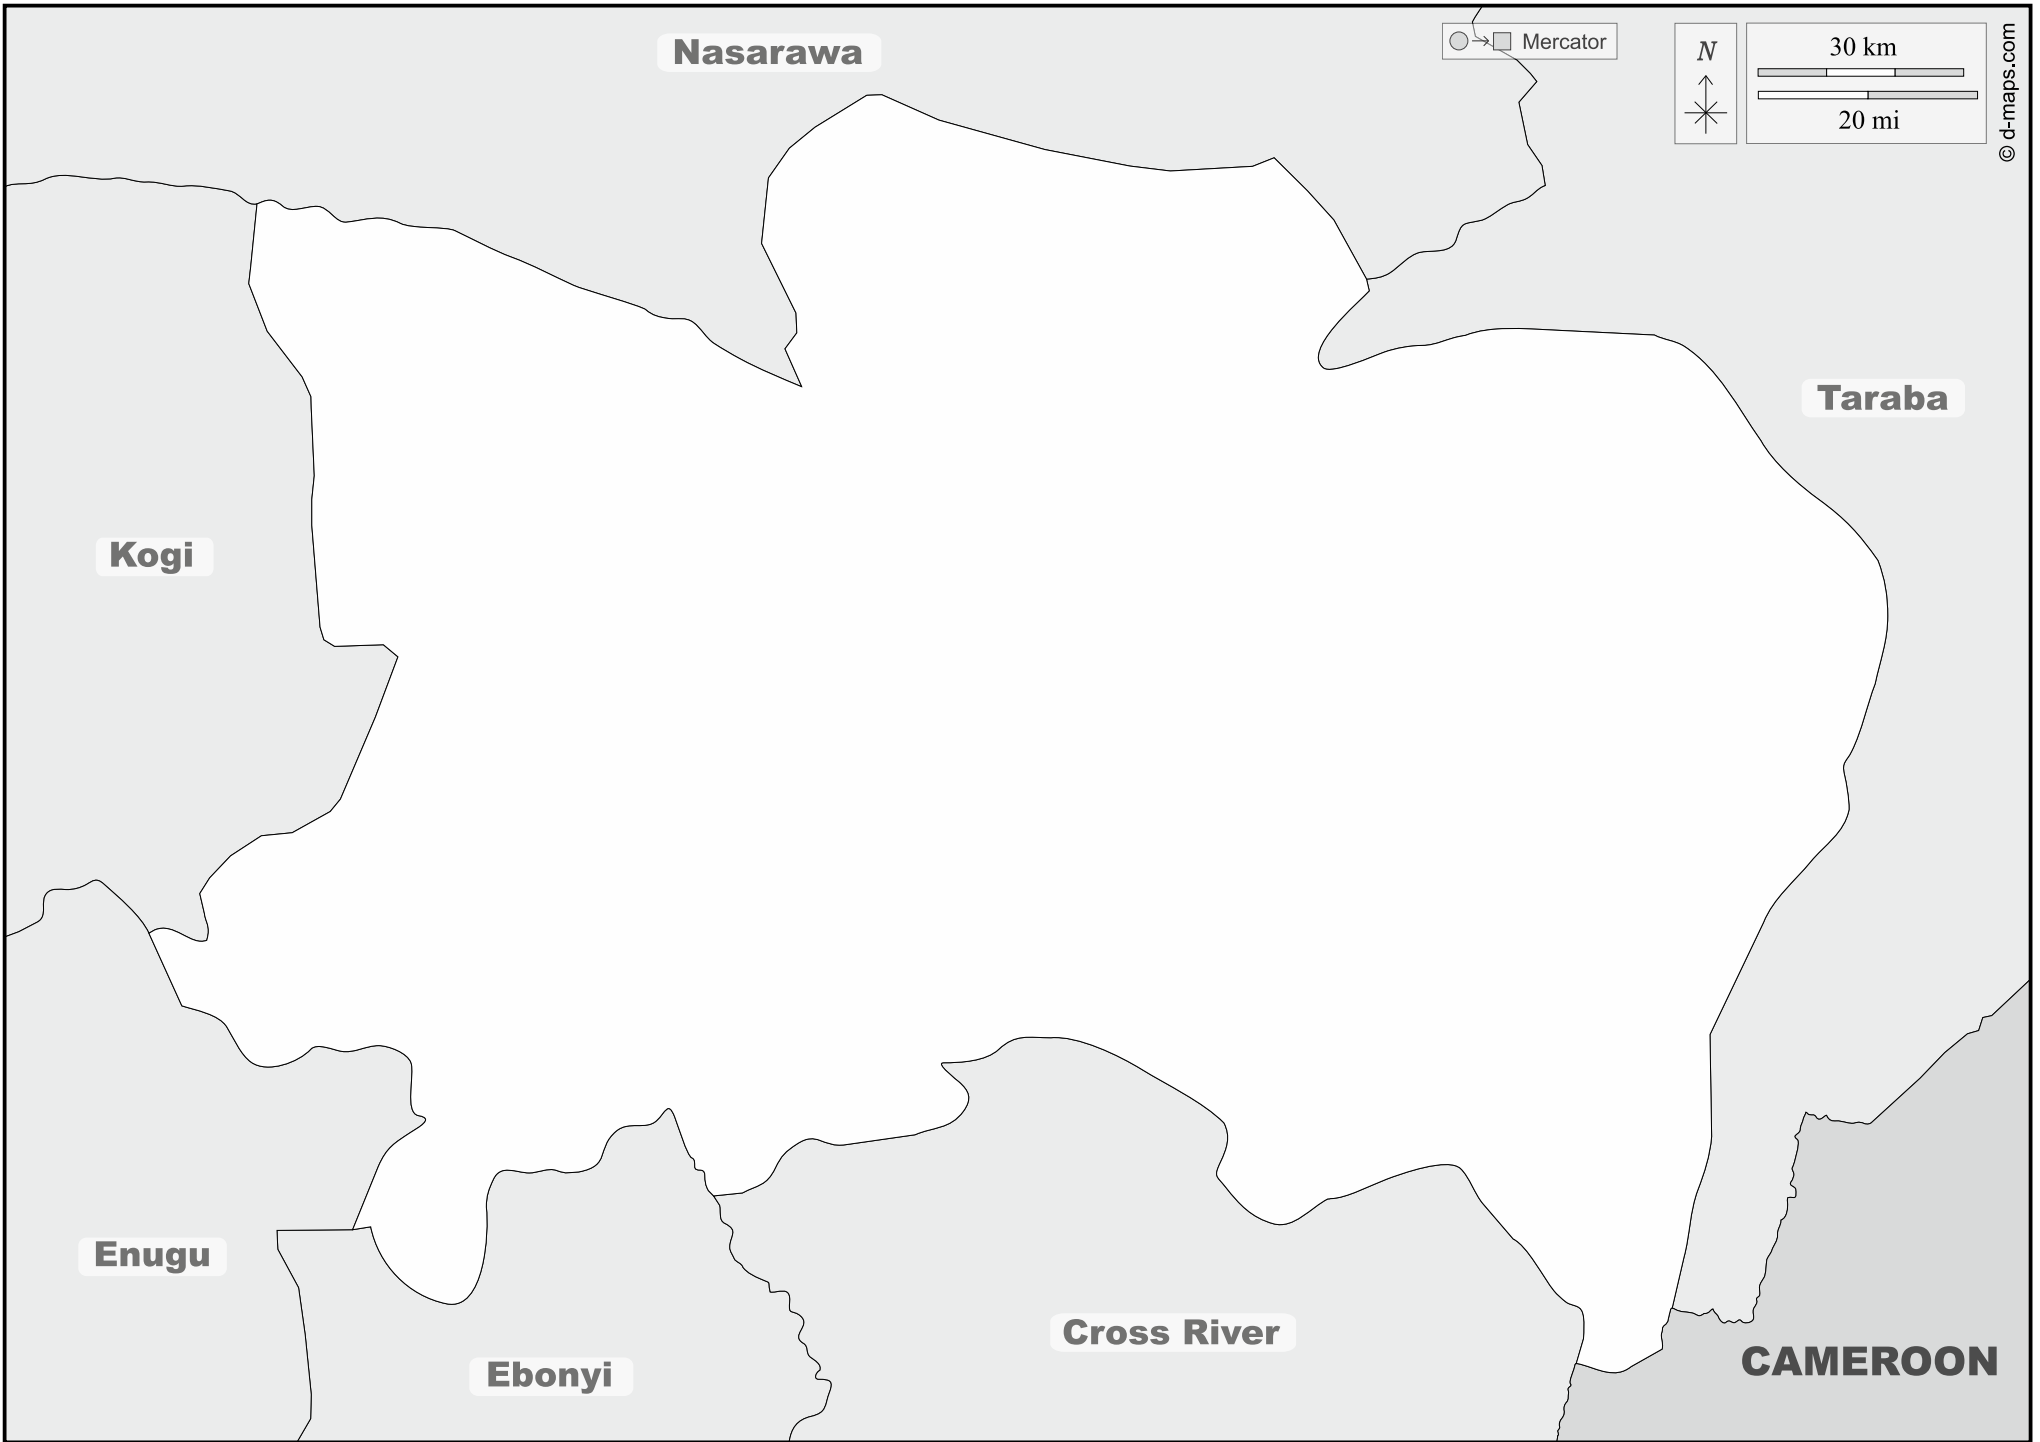 Nasarawa
Mercator
N
30 km
20 mi
© d-maps.com
Taraba
Kogi
Enugu
Cross River
Ebonyi
CAMEROON